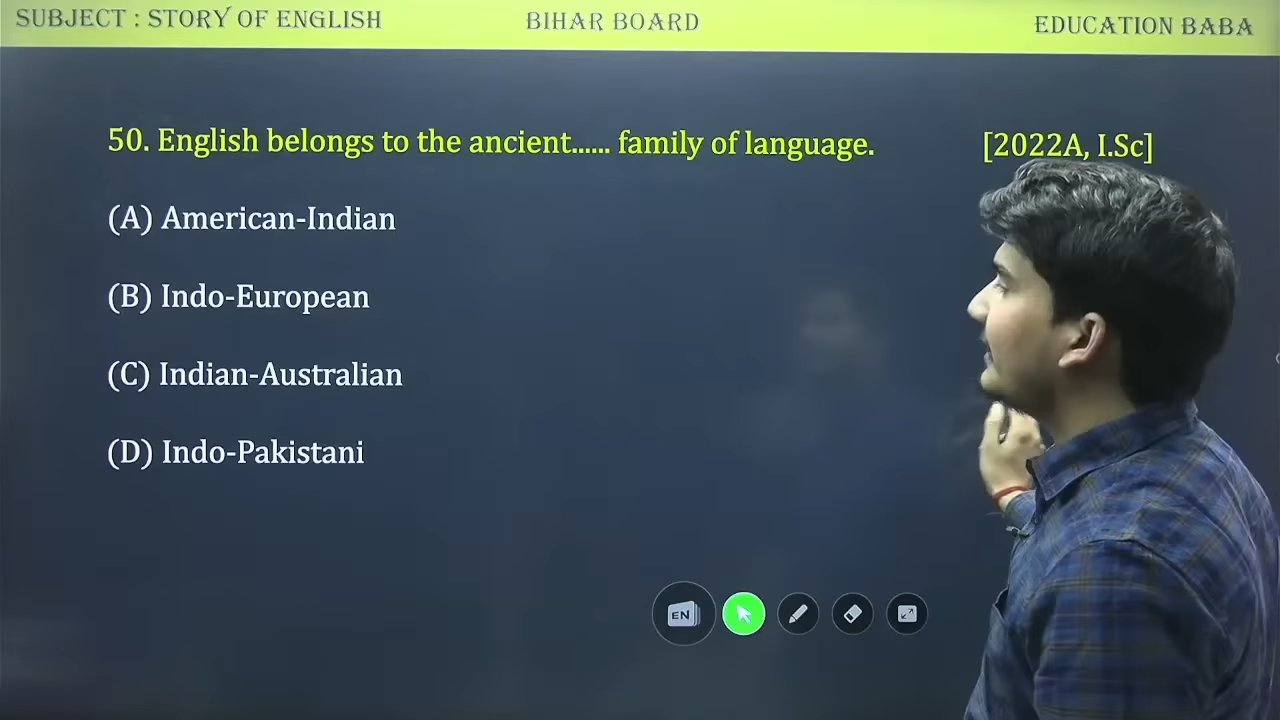 SUBJECT : STORY OF ENGLISH BIHAR BOARD EDUCATION BABA
50. English belongs to the ancient...... family of language. [2022A, I.Sc]
(A) American-Indian
(B) Indo-European
(C) Indian-Australian
(D) Indo-Pakistani
EN